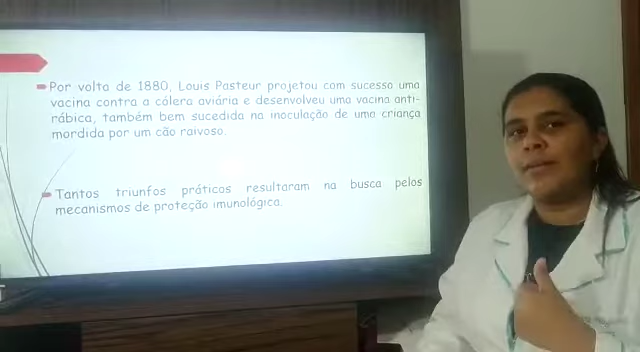 Por volta de 1880, Louis Pasteur projetou com sucesso uma
vacina contra a cólera aviária e desenvolveu uma vacina anti-
rábica, também bem sucedida na inoculação de uma criança
mordida por um cão raivoso.
Tantos triunfos práticos resultaram na busca pelos
mecanismos de proteção imunológica.